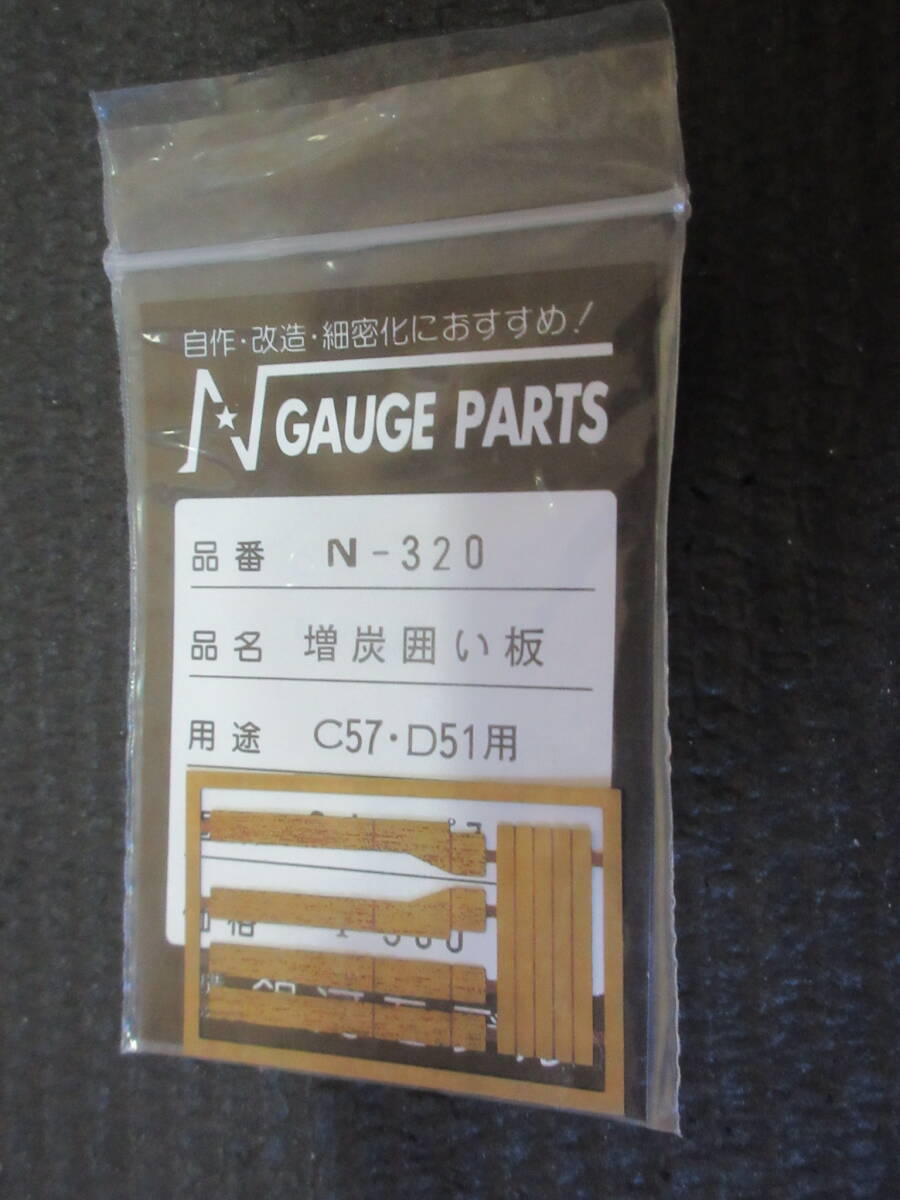 自作・改造・細密化におすすめ！
N GAUGE PARTS
品番 N-320
品名 増炭囲い板
用途 C57・D51用